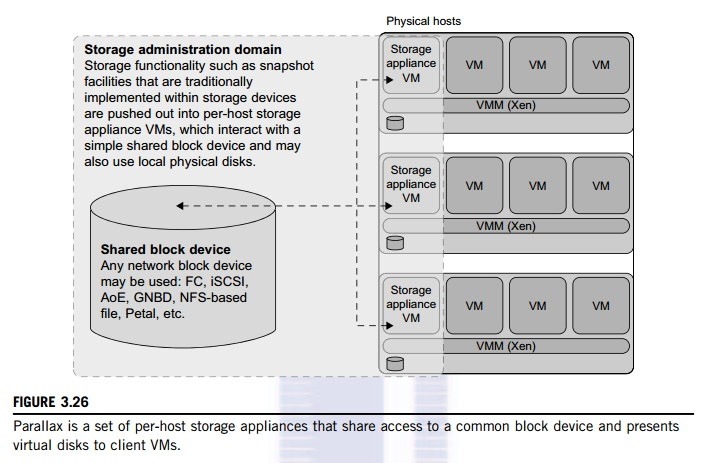 Physical hosts
Storage administration domain
Storage functionality such as snapshot
facilities that are traditionally
implemented within storage devices
are pushed out into per-host storage
appliance VMs, which interact with a
simple shared block device and may
also use local physical disks.
Storage
appliance
VM
VM
VM
VM
VMM (Xen)
Storage
appliance
VM
VM
VM
VM
VMM (Xen)
Shared block device
Any network block device
may be used: FC, iSCSI,
AoE, GNBD, NFS-based
file, Petal, etc.
Storage
appliance
VM
VM
VM
VM
VMM (Xen)
FIGURE 3.26
Parallax is a set of per-host storage appliances that share access to a common block device and presents
virtual disks to client VMs.